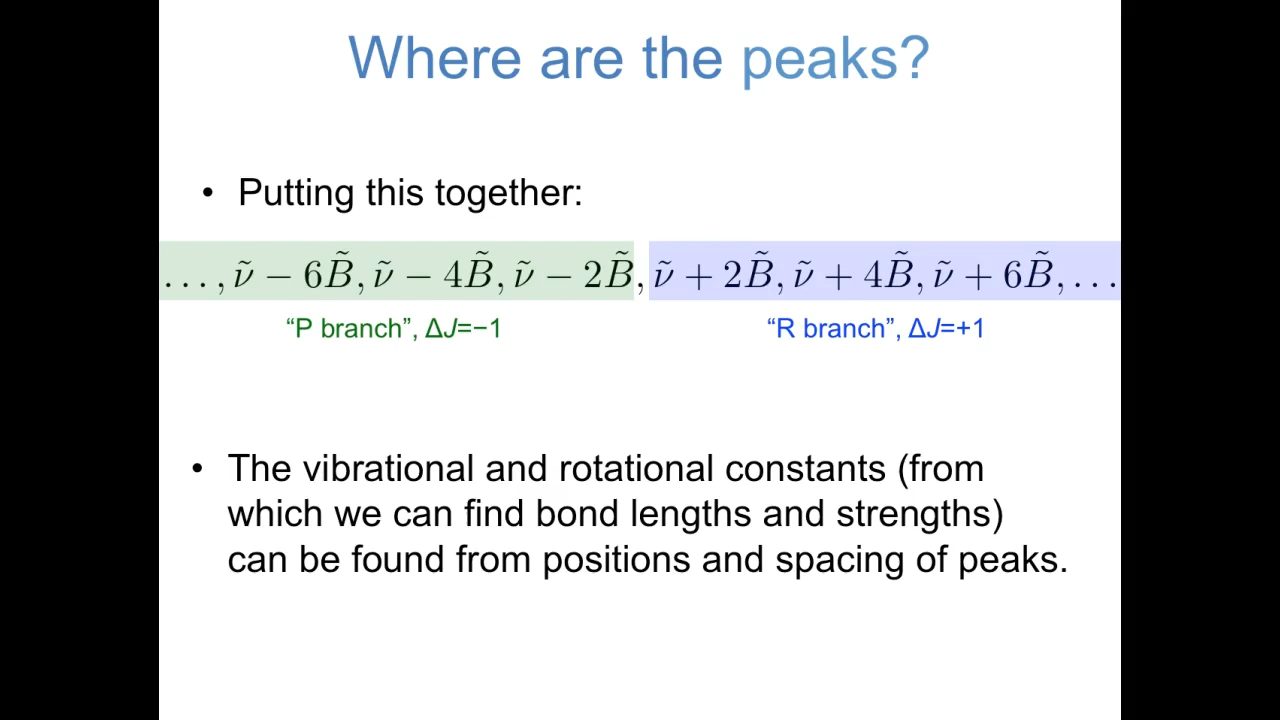 Where are the peaks?
• Putting this together:
..., ν̃ − 6B̃, ν̃ − 4B̃, ν̃ − 2B̃, ν̃ + 2B̃, ν̃ + 4B̃, ν̃ + 6B̃, ...
“P branch”, ΔJ=−1 “R branch”, ΔJ=+1
• The vibrational and rotational constants (from
which we can find bond lengths and strengths)
can be found from positions and spacing of peaks.